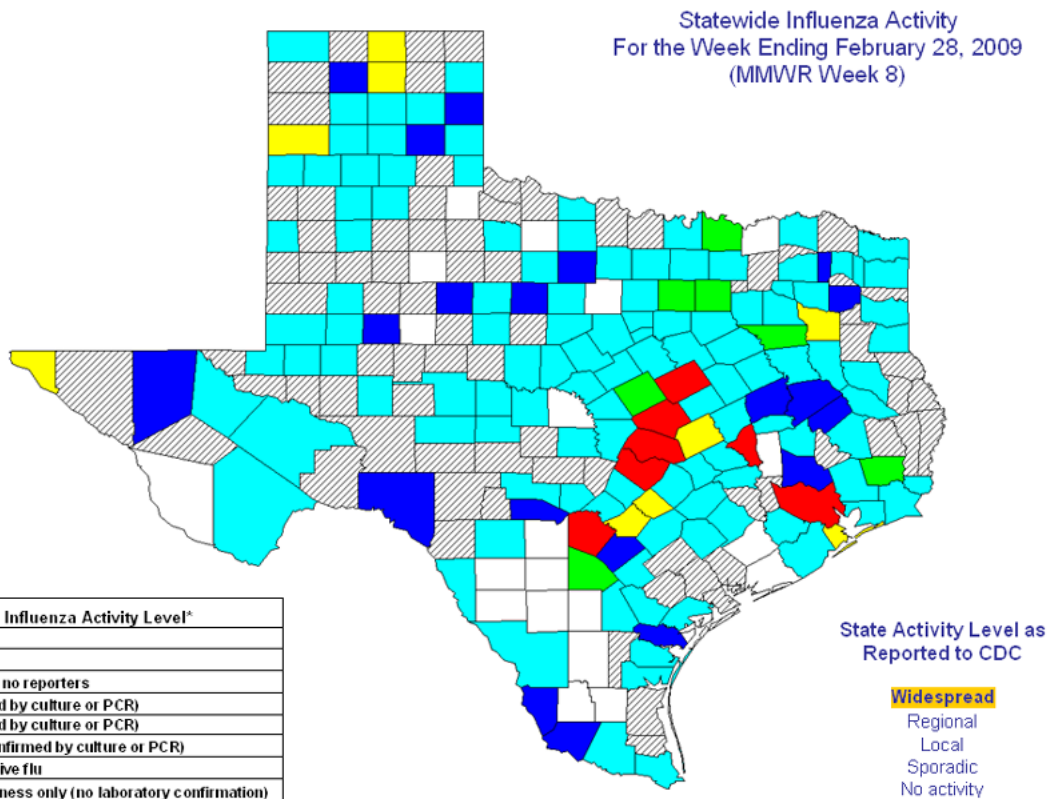 Statewide Influenza Activity
For the Week Ending February 28, 2009
(MMWR Week 8)
Influenza Activity Level*
no reporters
d by culture or PCR)
d by culture or PCR)
nfirmed by culture or PCR)
ive flu
ness only (no laboratory confirmation)
State Activity Level as
Reported to CDC
Widespread
Regional
Local
Sporadic
No activity